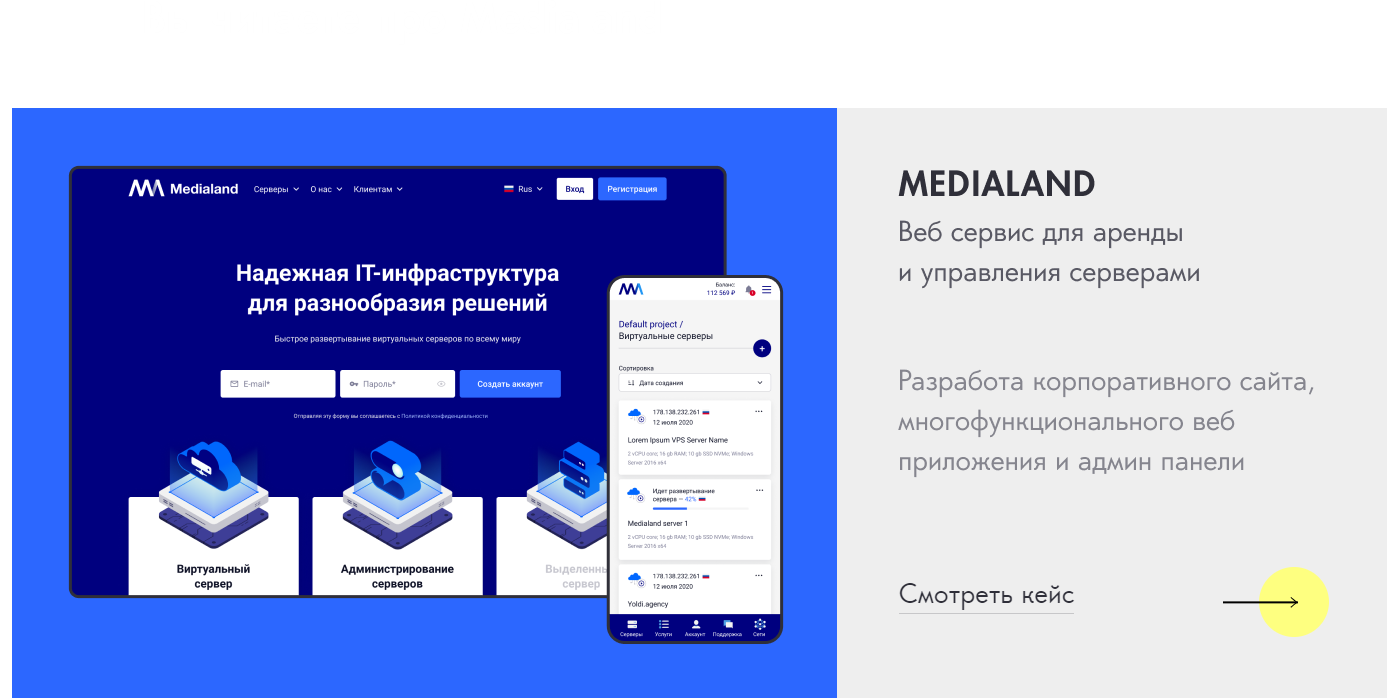 Medialand
Серверы
О нас
Клиентам
Rus
Вход
Регистрация
Надежная IT-инфраструктура
для разнообразия решений
Быстрое развертывание виртуальных серверов по всему миру
E-mail*
Пароль*
Создать аккаунт
Отправляя эту форму вы соглашаетесь с Политикой конфиденциальности
Виртуальный
сервер
Администрирование
серверов
Выделенны
сервер
Баланс:
112 569 ₽
Default project /
Виртуальные серверы
Сортировка
Дата создания
178.138.232.261
12 июля 2020
Lorem Ipsum VPS Server Name
2 vCPU core; 16 gb RAM; 10 gb SSD NVMe; Windows
Server 2016 x64
Идет развертывание
сервера — 42%
Medialand server 1
2 vCPU core; 16 gb RAM; 10 gb SSD NVMe; Windows
Server 2016 x64
178.138.232.261
12 июля 2020
Yoldi.agency
Серверы
Услуги
Аккаунт
Поддержка
Сети
MEDIALAND
Веб сервис для аренды
и управления серверами
Разработа корпоративного сайта,
многофункционального веб
приложения и админ панели
Смотреть кейс